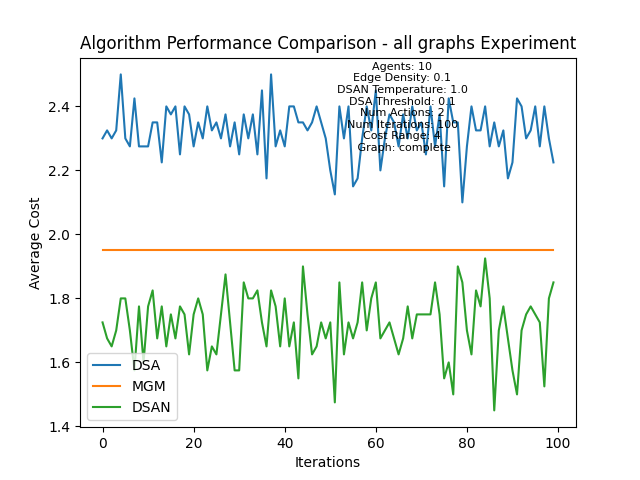 Algorithm Performance Comparison - all graphs Experiment
Agents: 10
Edge Density: 0.1
DSAN Temperature: 1.0
DSA Threshold: 0.1
Num Actions: 2
Num Iterations: 100
Cost Range: 4
Graph: complete
Average Cost
2.4
2.2
2.0
1.8
1.6
1.4
DSA
MGM
DSAN
0
20
40
60
80
100
Iterations